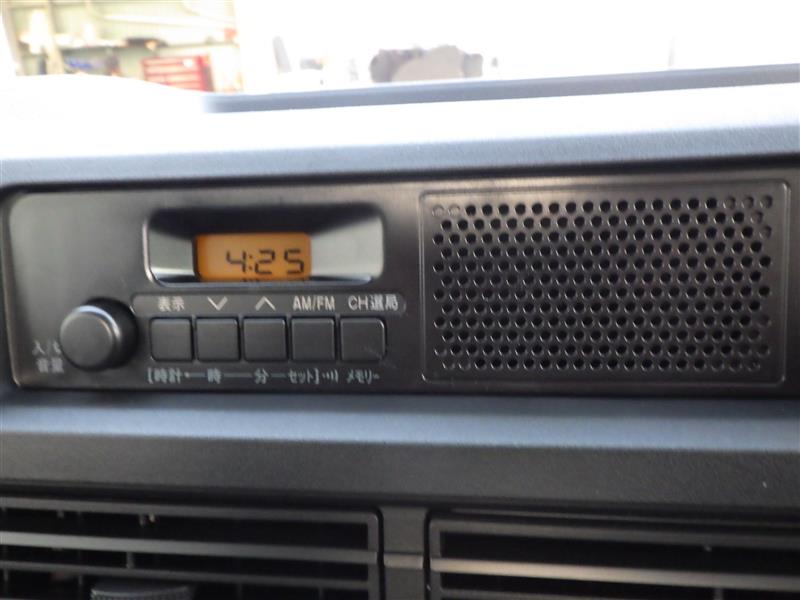 4:25
表示 ∨ ∧ AM/FM CH選局
入/切
音量
[時計•―時―分―セット]•))) メモリー